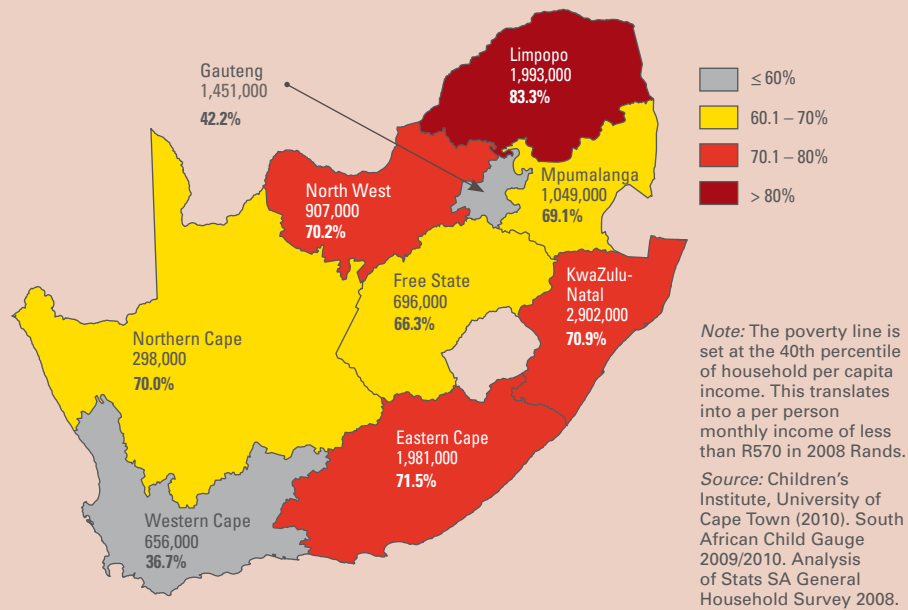 Limpopo
1,993,000
83.3%
Gauteng
1,451,000
42.2%
≤ 60%
60.1 – 70%
70.1 – 80%
> 80%
North West
907,000
70.2%
Mpumalanga
1,049,000
69.1%
Free State
696,000
66.3%
KwaZulu-
Natal
2,902,000
70.9%
Northern Cape
298,000
70.0%
Eastern Cape
1,981,000
71.5%
Western Cape
656,000
36.7%
Note: The poverty line is
set at the 40th percentile
of household per capita
income. This translates
into a per person
monthly income of less
than R570 in 2008 Rands.
Source: Children’s
Institute, University of
Cape Town (2010). South
African Child Gauge
2009/2010. Analysis
of Stats SA General
Household Survey 2008.